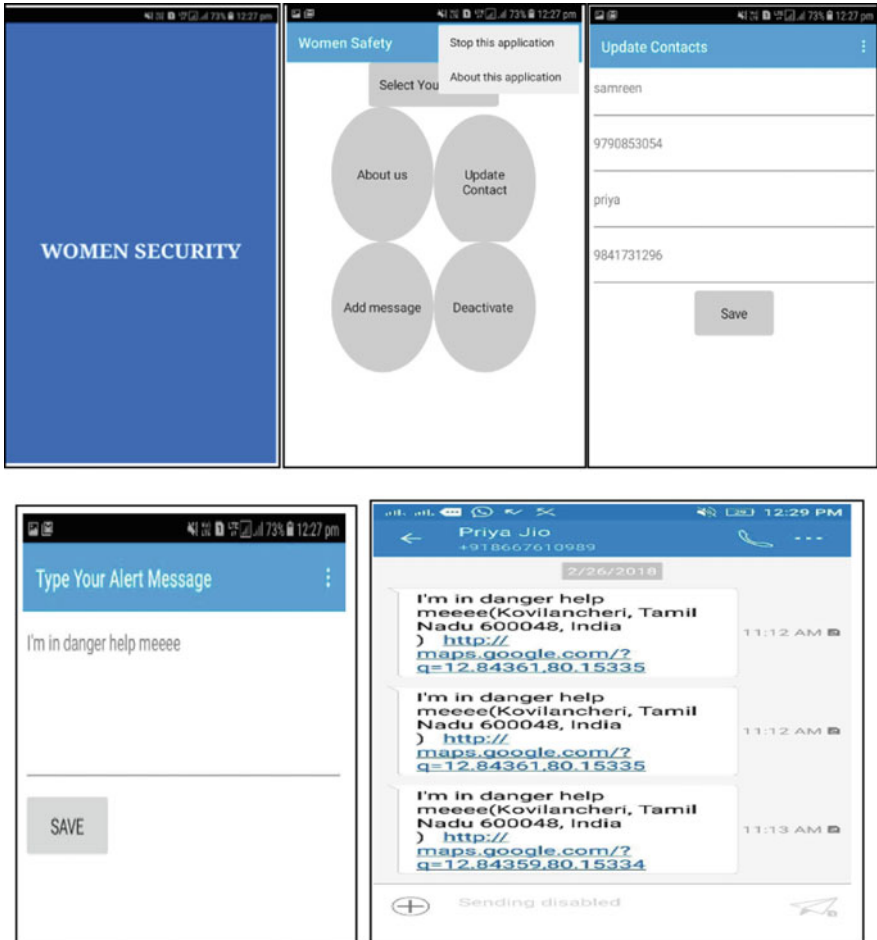 73% 12:27 pm
WOMEN SECURITY
73% 12:27 pm
Women Safety
Stop this application
About this application
Select You
About us
Update
Contact
Add message
Deactivate
73% 12:27 pm
Update Contacts
samreen
9790853054
priya
9841731296
Save
73% 12:27 pm
Type Your Alert Message
I'm in danger help meeee
SAVE
12:29 PM
Priya Jio
+918667610989
2/26/2018
I'm in danger help
meeee(Kovilancheri, Tamil
Nadu 600048, India
) http://
maps.google.com/?
q=12.84361,80.15335
11:12 AM
I'm in danger help
meeee(Kovilancheri, Tamil
Nadu 600048, India
) http://
maps.google.com/?
q=12.84361,80.15335
11:12 AM
I'm in danger help
meeee(Kovilancheri, Tamil
Nadu 600048, India
) http://
maps.google.com/?
q=12.84359,80.15334
11:13 AM
Sending disabled